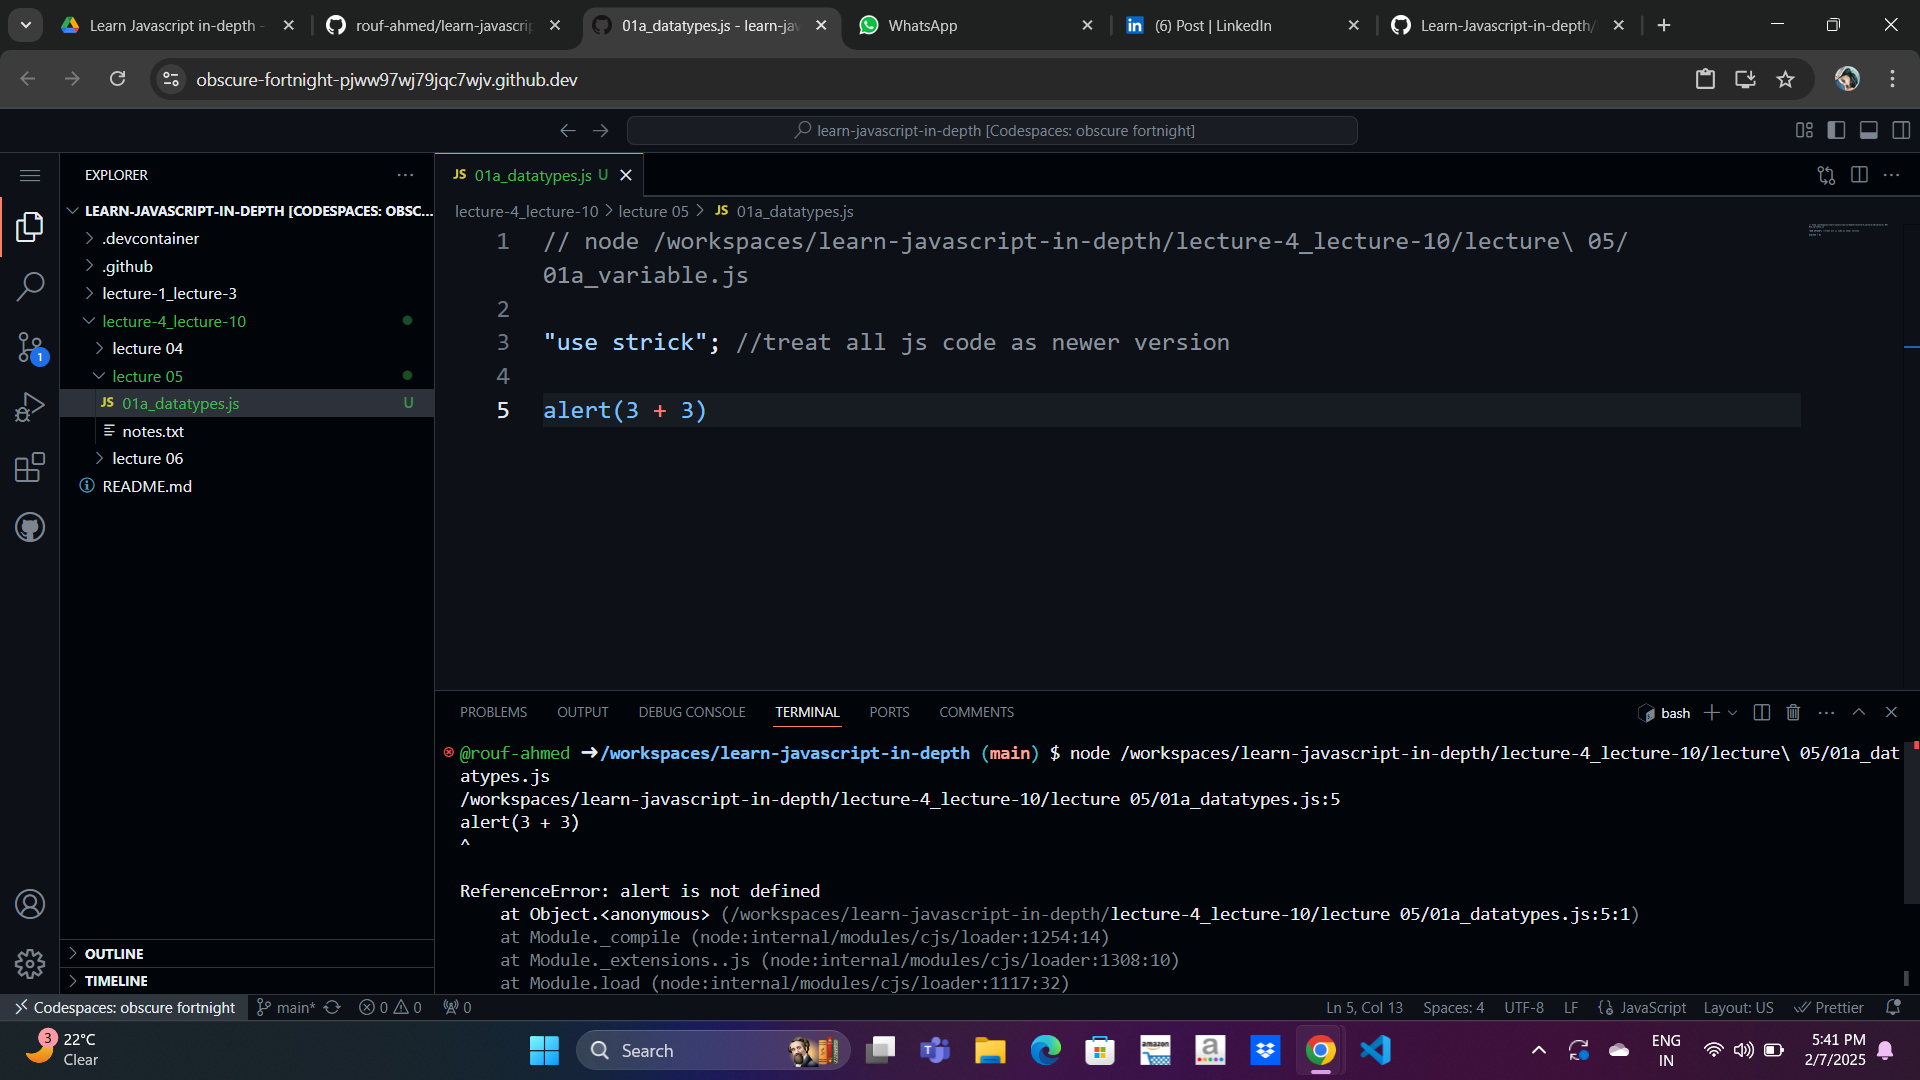 Learn Javascript in-depth -
rouf-ahmed/learn-javascri
01a_datatypes.js - learn-jav
WhatsApp
(6) Post | LinkedIn
Learn-Javascript-in-depth/
obscure-fortnight-pjww97wj79jqc7wjv.github.dev
learn-javascript-in-depth [Codespaces: obscure fortnight]
EXPLORER
LEARN-JAVASCRIPT-IN-DEPTH [CODESPACES: OBSC...
.devcontainer
.github
lecture-1_lecture-3
lecture-4_lecture-10
lecture 04
lecture 05
JS 01a_datatypes.js U
notes.txt
lecture 06
README.md
1
OUTLINE
TIMELINE
JS 01a_datatypes.js U
lecture-4_lecture-10 > lecture 05 > JS 01a_datatypes.js
1 // node /workspaces/learn-javascript-in-depth/lecture-4_lecture-10/lecture\ 05/
01a_variable.js
2
3 "use strick"; //treat all js code as newer version
4
5 alert(3 + 3)
PROBLEMS OUTPUT DEBUG CONSOLE TERMINAL PORTS COMMENTS
bash
@rouf-ahmed ➜/workspaces/learn-javascript-in-depth (main) $ node /workspaces/learn-javascript-in-depth/lecture-4_lecture-10/lecture\ 05/01a_dat
atypes.js
/workspaces/learn-javascript-in-depth/lecture-4_lecture-10/lecture 05/01a_datatypes.js:5
alert(3 + 3)
^
ReferenceError: alert is not defined
at Object.<anonymous> (/workspaces/learn-javascript-in-depth/lecture-4_lecture-10/lecture 05/01a_datatypes.js:5:1)
at Module._compile (node:internal/modules/cjs/loader:1254:14)
at Module._extensions..js (node:internal/modules/cjs/loader:1308:10)
at Module.load (node:internal/modules/cjs/loader:1117:32)
Codespaces: obscure fortnight main* 0 0 0
Ln 5, Col 13 Spaces: 4 UTF-8 LF {} JavaScript Layout: US Prettier
3
22°C
Clear
Search
amazon
a
ENG
IN
5:41 PM
2/7/2025